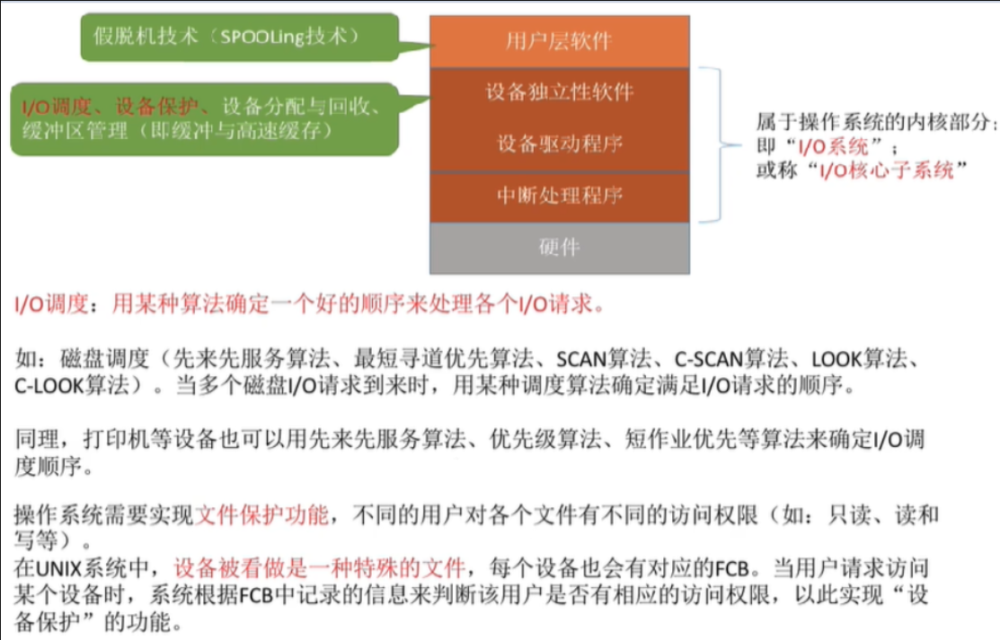 假脱机技术（SPOOLing技术）
用户层软件
I/O调度、设备保护、设备分配与回收、
缓冲区管理（即缓冲与高速缓存）
设备独立性软件
设备驱动程序
中断处理程序
硬件
属于操作系统的内核部分；
即“I/O系统”；
或称“I/O核心子系统”
I/O调度：用某种算法确定一个好的顺序来处理各个I/O请求。
如：磁盘调度（先来先服务算法、最短寻道优先算法、SCAN算法、C-SCAN算法、LOOK算法、
C-LOOK算法）。当多个磁盘I/O请求到来时，用某种调度算法确定满足I/O请求的顺序。
同理，打印机等设备也可以用先来先服务算法、优先级算法、短作业优先等算法来确定I/O调
度顺序。
操作系统需要实现文件保护功能，不同的用户对各个文件有不同的访问权限（如：只读、读和
写等）。
在UNIX系统中，设备被看做是一种特殊的文件，每个设备也会有对应的FCB。当用户请求访问
某个设备时，系统根据FCB中记录的信息来判断该用户是否有相应的访问权限，以此实现“设
备保护”的功能。